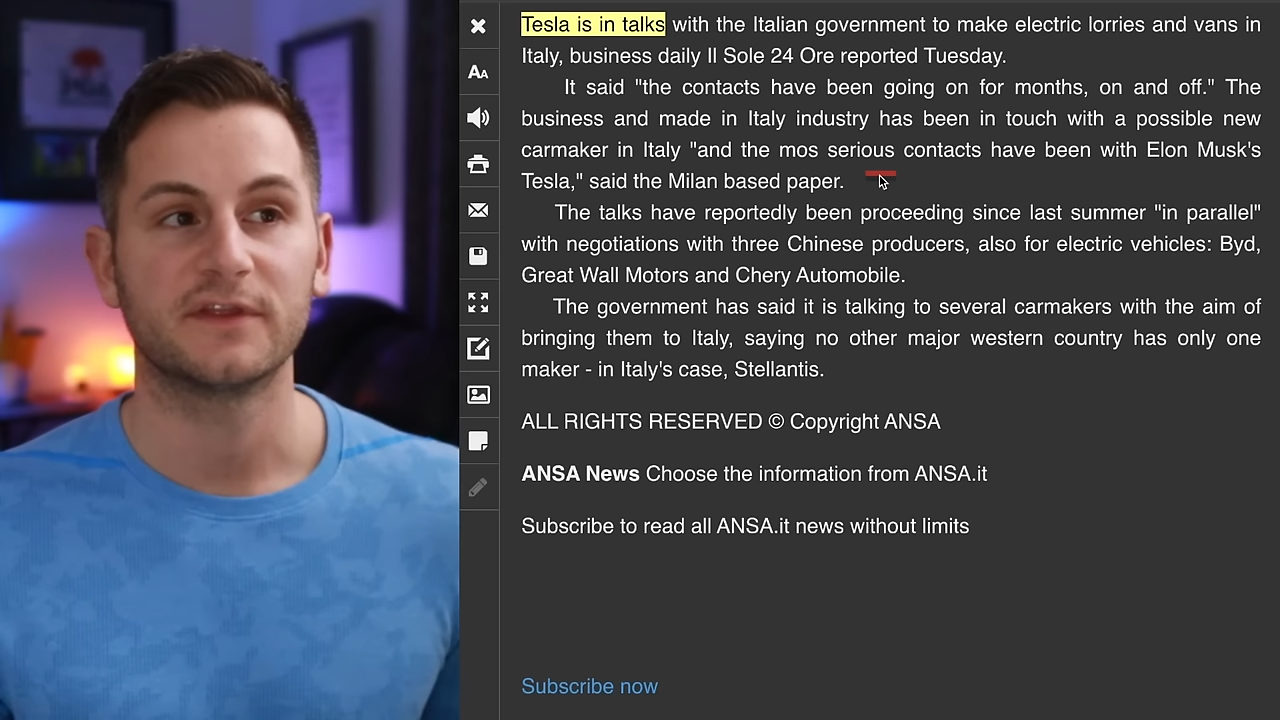 Tesla is in talks with the Italian government to make electric lorries and vans in
Italy, business daily Il Sole 24 Ore reported Tuesday.
It said "the contacts have been going on for months, on and off." The
business and made in Italy industry has been in touch with a possible new
carmaker in Italy "and the mos serious contacts have been with Elon Musk's
Tesla," said the Milan based paper.
The talks have reportedly been proceeding since last summer "in parallel"
with negotiations with three Chinese producers, also for electric vehicles: Byd,
Great Wall Motors and Chery Automobile.
The government has said it is talking to several carmakers with the aim of
bringing them to Italy, saying no other major western country has only one
maker - in Italy's case, Stellantis.
ALL RIGHTS RESERVED © Copyright ANSA
ANSA News Choose the information from ANSA.it
Subscribe to read all ANSA.it news without limits
Subscribe now
AA